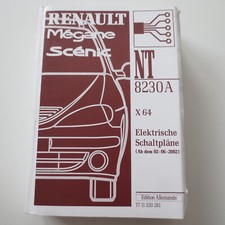 RENAULT
Mégane
Scénic
NT
8230A
X 64
Elektrische
Schaltpläne
(Ab dem 02-06-2002)
Edition Allemande
77 11 320 281